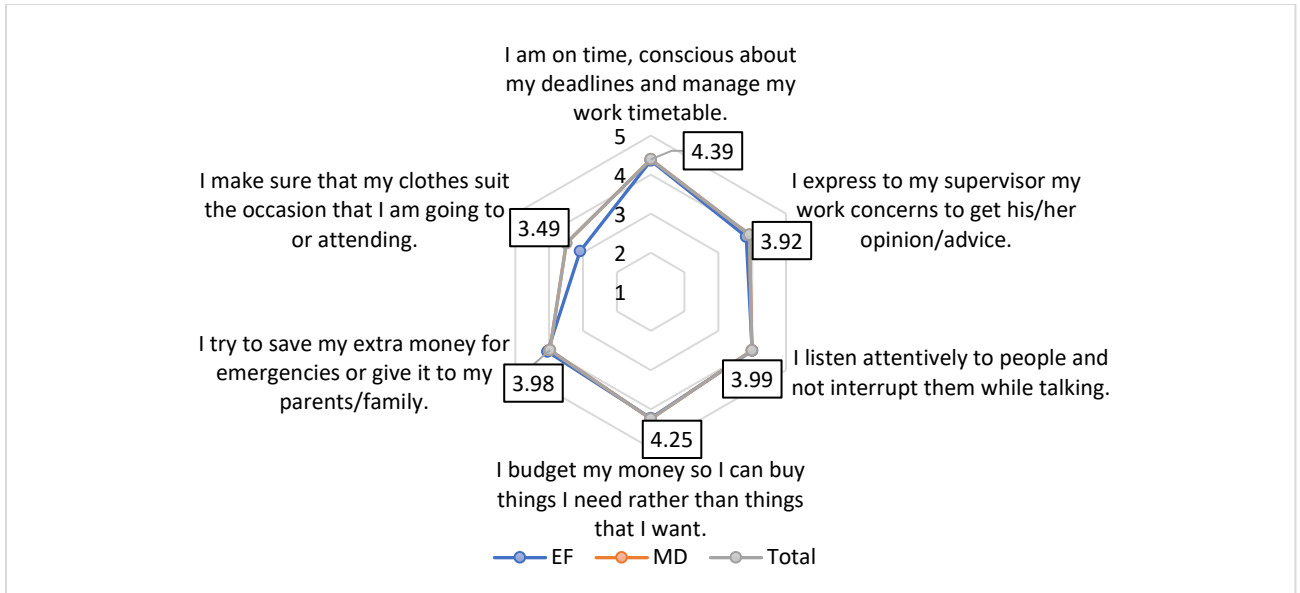 I am on time, conscious about
my deadlines and manage my
work timetable.
5
4
3
2
1
4.39
I express to my supervisor my
work concerns to get his/her
opinion/advice.
3.92
I listen attentively to people and
not interrupt them while talking.
3.99
4.25
I budget my money so I can buy
things I need rather than things
that I want.
I try to save my extra money for
emergencies or give it to my
parents/family.
3.98
I make sure that my clothes suit
the occasion that I am going to
or attending.
3.49
EF MD Total